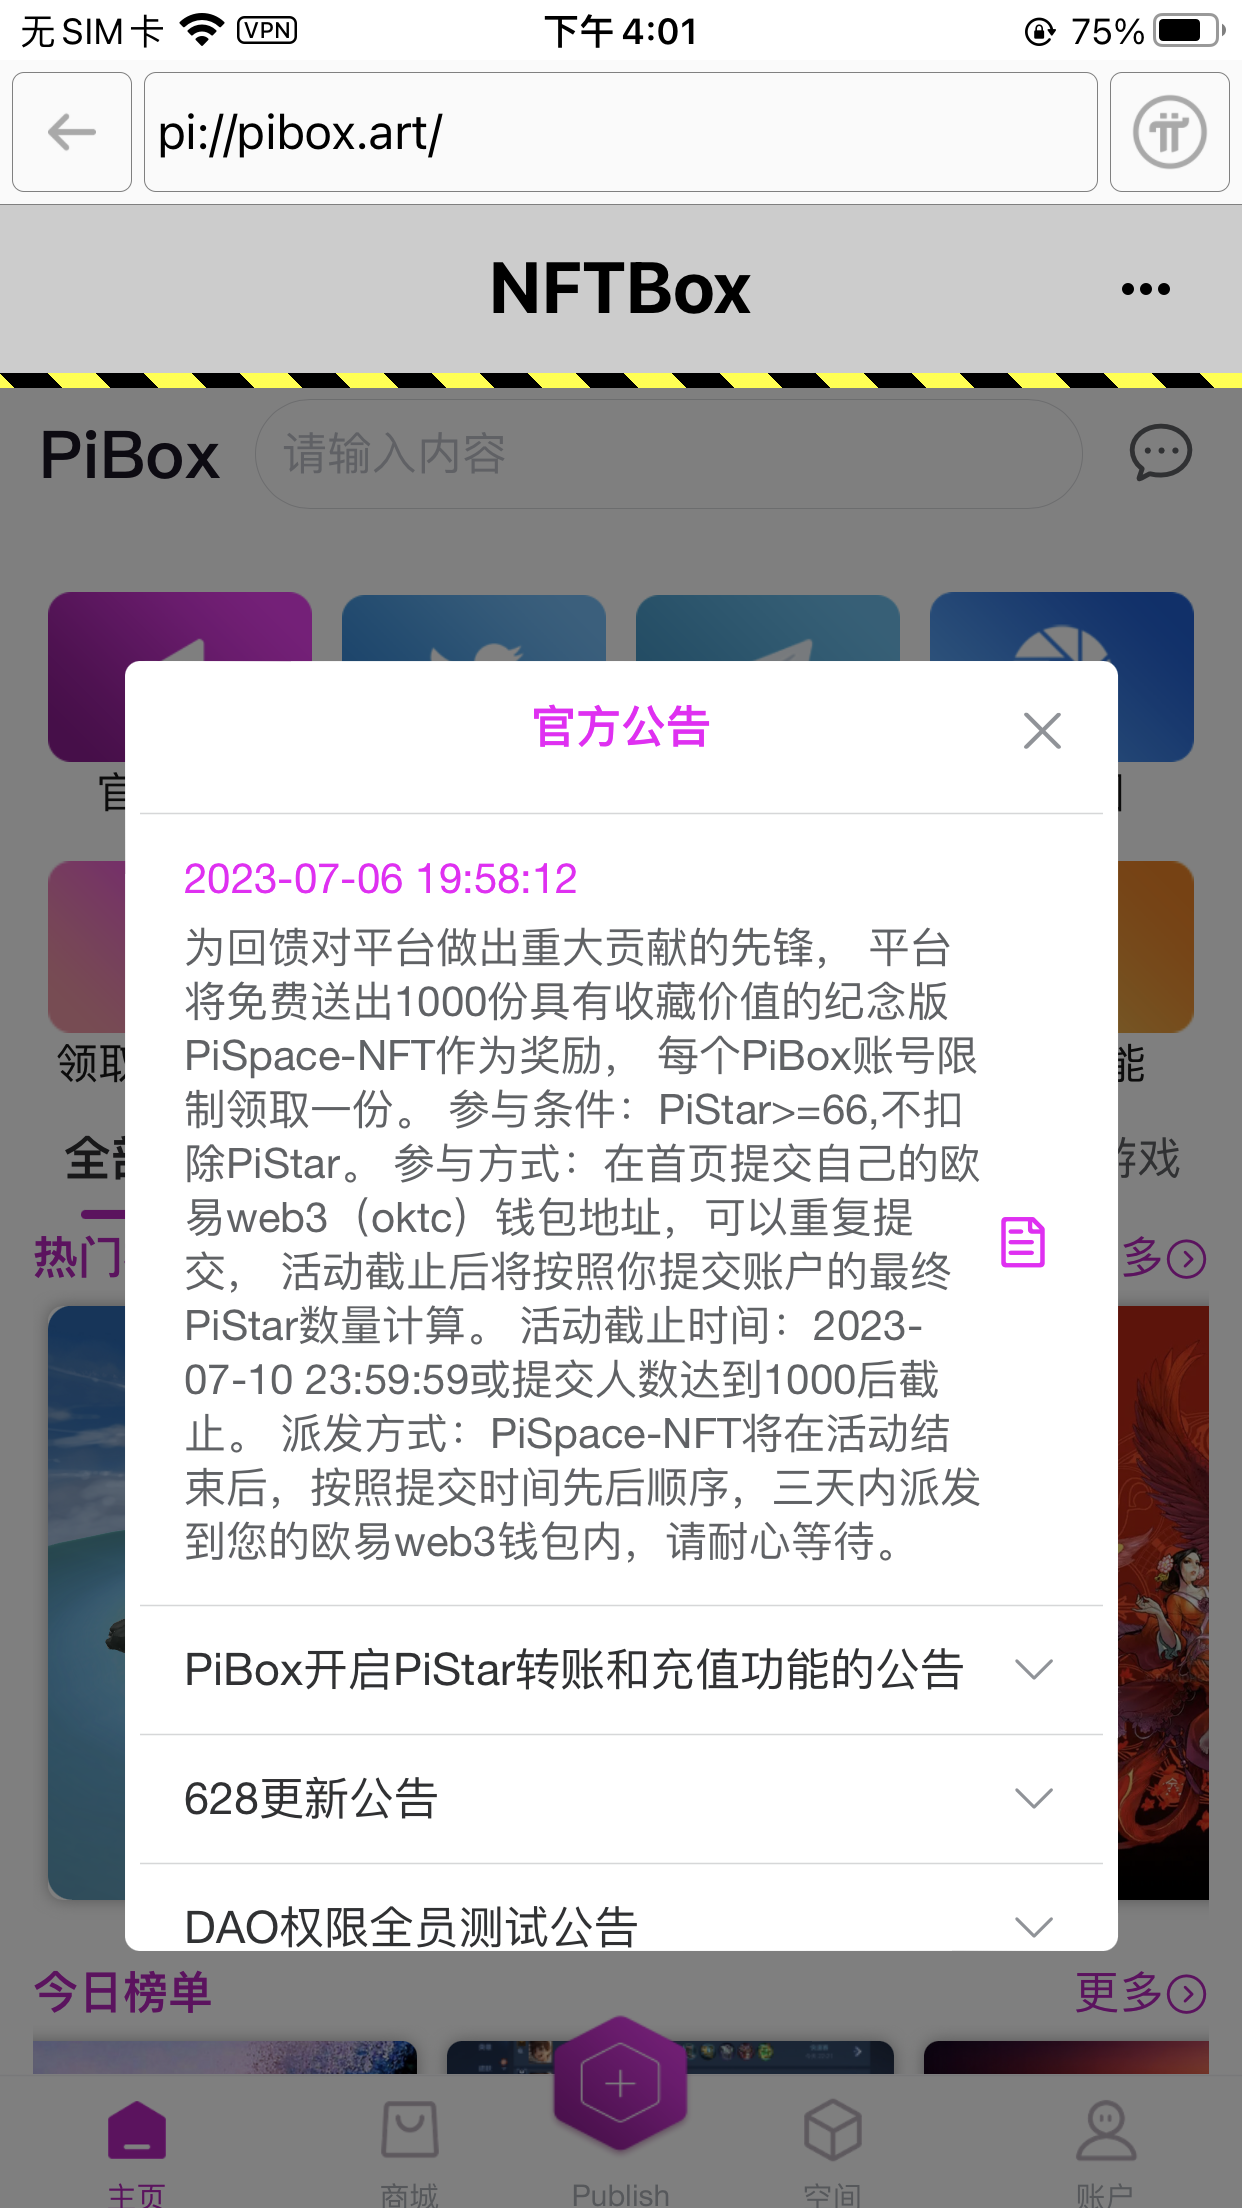 无SIM卡 VPN 下午4:01 75%
pi://pibox.art/
NFTBox
PiBox 请输入内容
官方公告
官
2023-07-06 19:58:12
为回馈对平台做出重大贡献的先锋， 平台
将免费送出1000份具有收藏价值的纪念版
PiSpace-NFT作为奖励， 每个PiBox账号限
制领取一份。 参与条件：PiStar>=66,不扣
除PiStar。 参与方式：在首页提交自己的欧
易web3（oktc）钱包地址，可以重复提
交， 活动截止后将按照你提交账户的最终
PiStar数量计算。 活动截止时间：2023-
07-10 23:59:59或提交人数达到1000后截
止。 派发方式：PiSpace-NFT将在活动结
束后，按照提交时间先后顺序，三天内派发
到您的欧易web3钱包内，请耐心等待。
领取 能
全部 游戏
热门 多
PiBox开启PiStar转账和充值功能的公告
628更新公告
DAO权限全员测试公告
今日榜单 更多
主页 商城 Publish 空间 账户